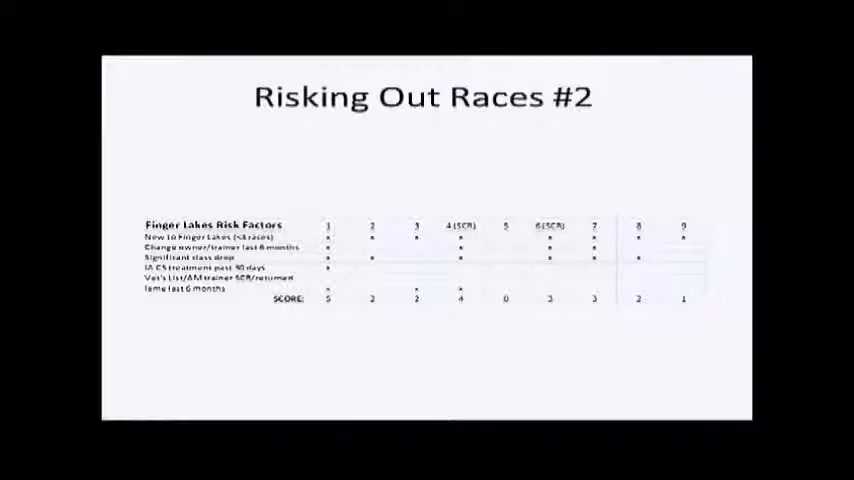 Risking Out Races #2
Finger Lakes Risk Factors 1 2 3 4 (SCR) 5 6 (SCR) 7 8 9
New to Finger Lakes (<3 races) x x x x x x x x
Change owner/trainer last 6 months x x x x
Significant class drop x x x x x x
IA CS treatment past 30 days x
Vet's List/AM trainer SCR/returned
lame last 6 months x x x
SCORE: 5 2 2 4 0 3 3 2 1